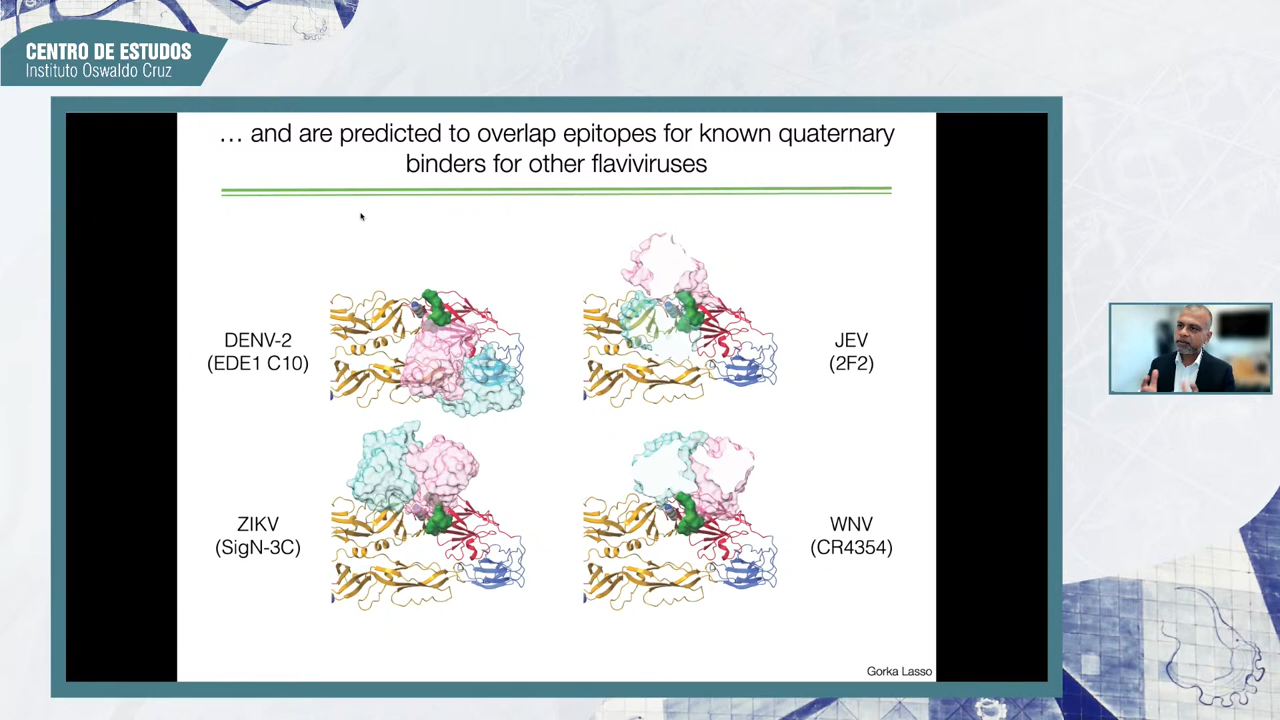 CENTRO DE ESTUDOS
Instituto Oswaldo Cruz
… and are predicted to overlap epitopes for known quaternary
binders for other flaviviruses
DENV-2
(EDE1 C10)
JEV
(2F2)
ZIKV
(SigN-3C)
WNV
(CR4354)
Gorka Lasso